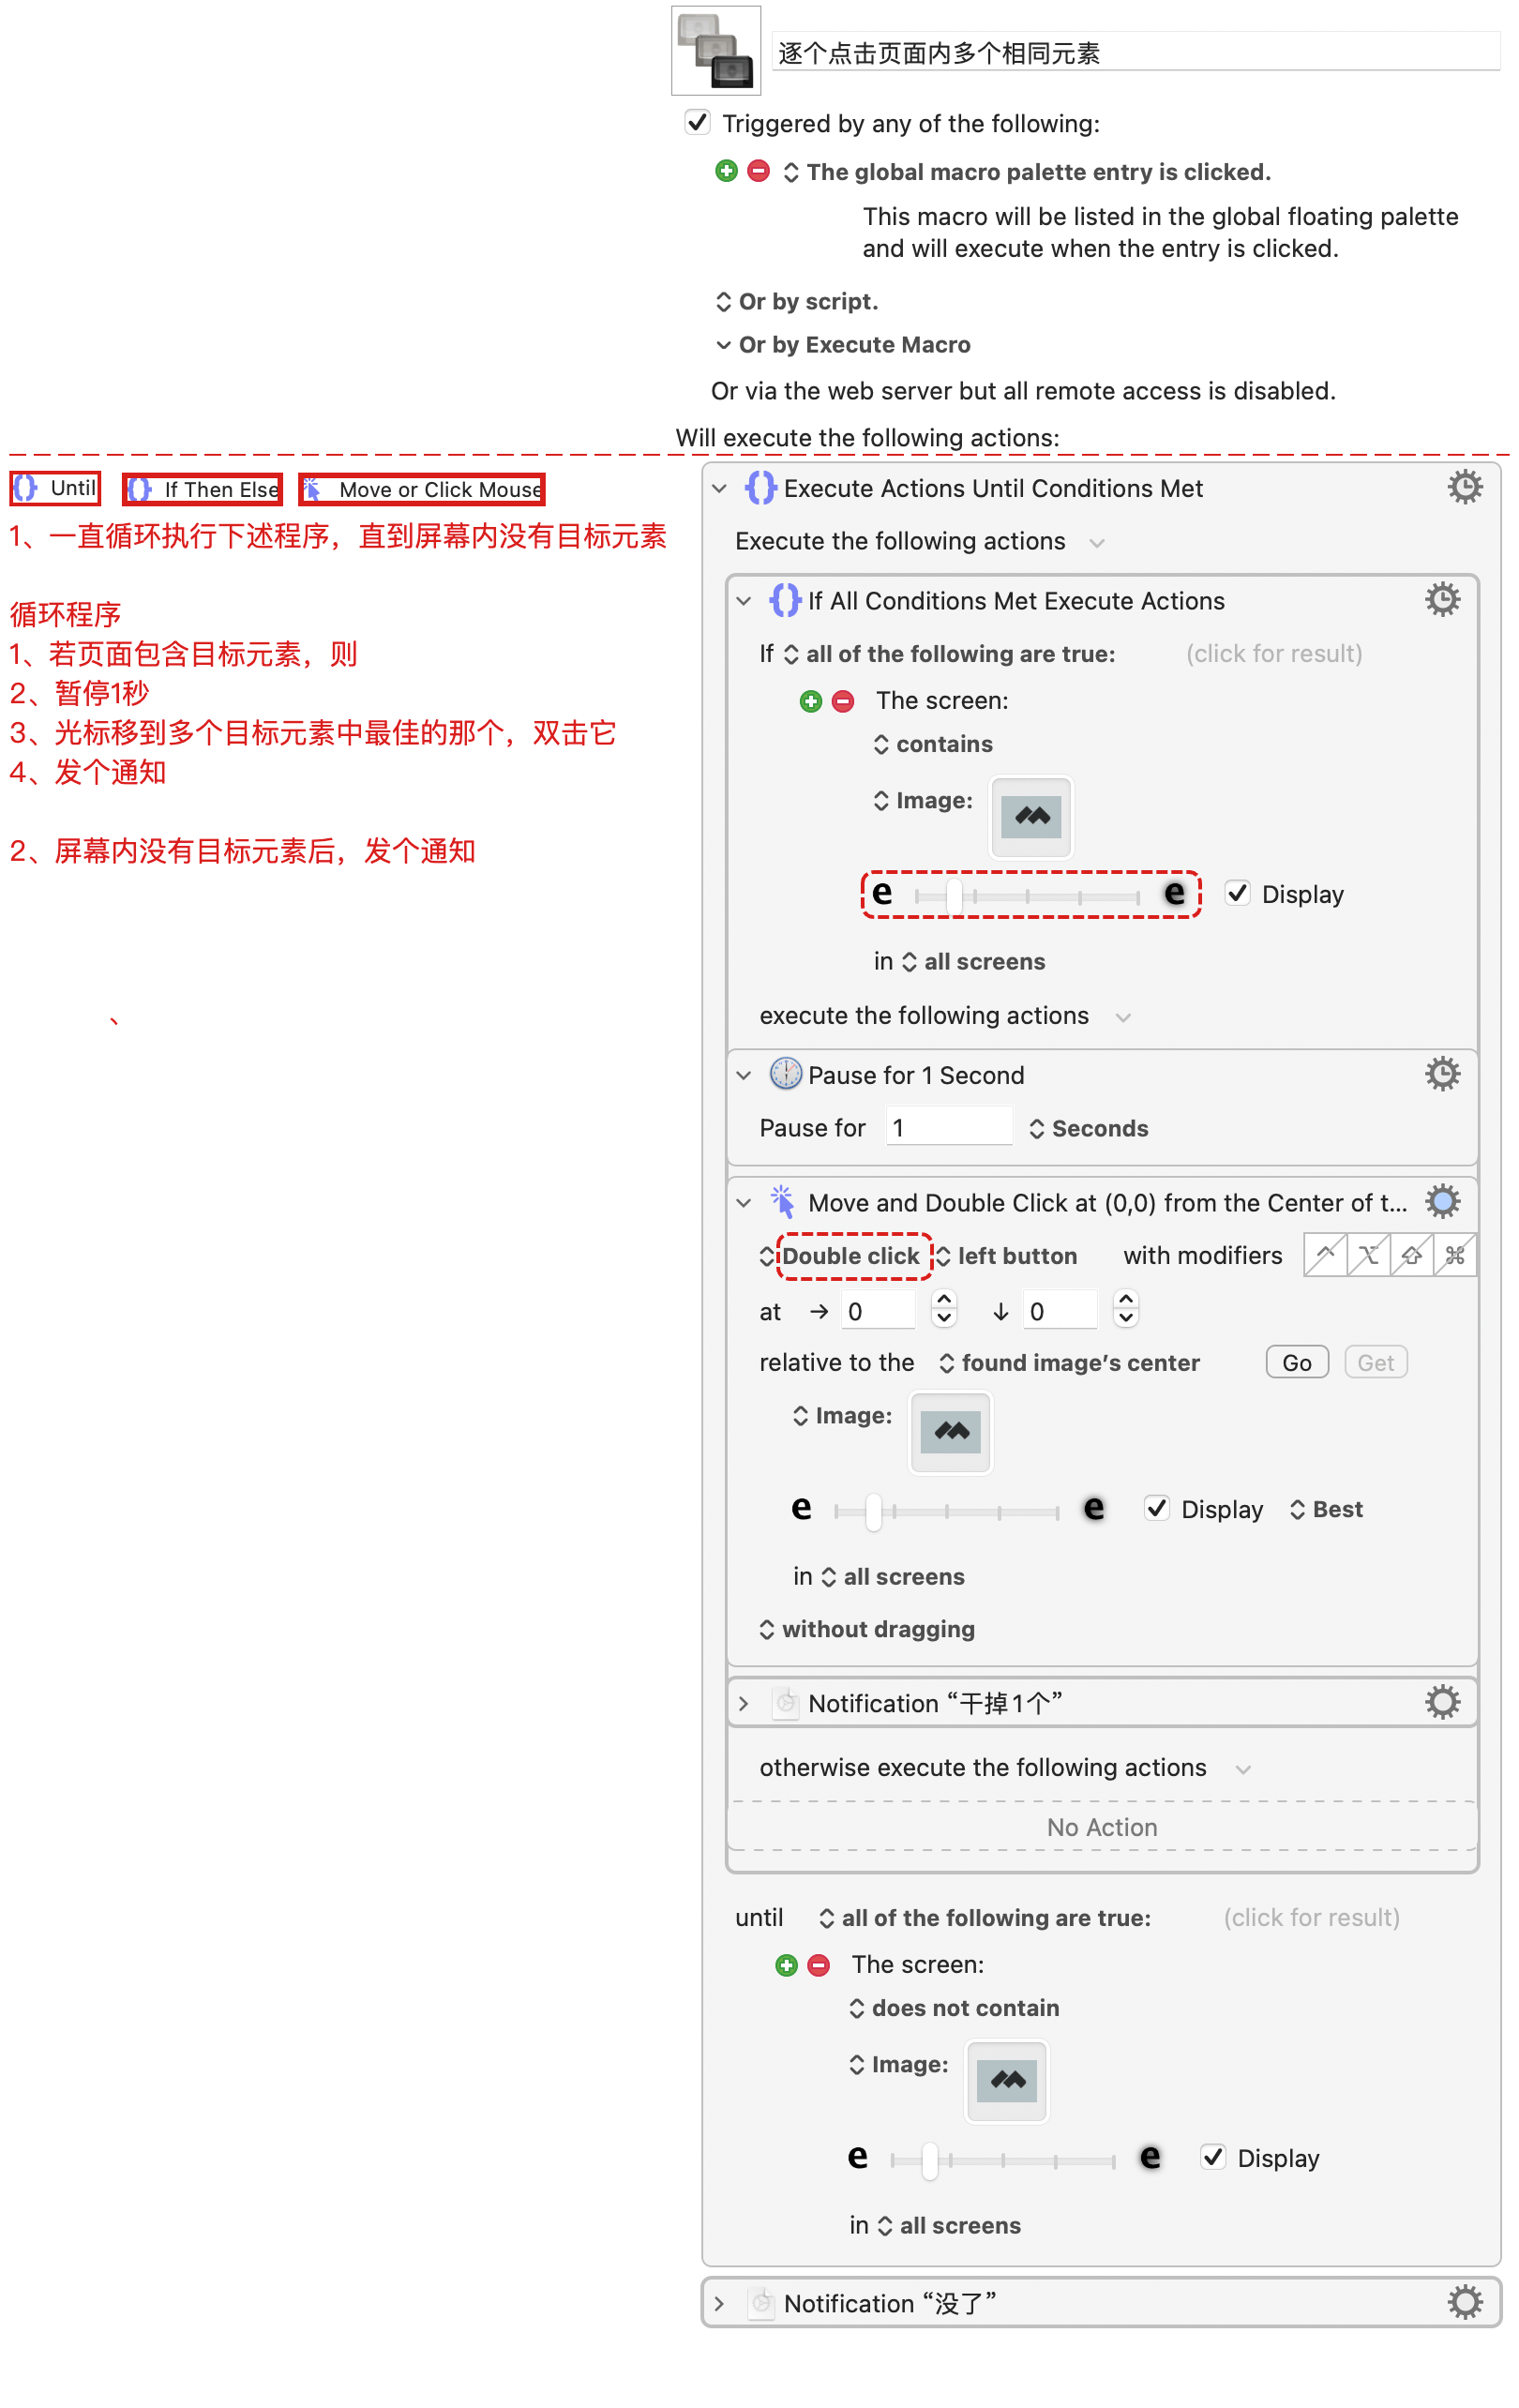 逐个点击页面内多个相同元素
Triggered by any of the following:
The global macro palette entry is clicked.
This macro will be listed in the global floating palette
and will execute when the entry is clicked.
Or by script.
Or by Execute Macro
Or via the web server but all remote access is disabled.
Will execute the following actions:
Until If Then Else Move or Click Mouse
1、一直循环执行下述程序，直到屏幕内没有目标元素
循环程序
1、若页面包含目标元素，则
2、暂停1秒
3、光标移到多个目标元素中最佳的那个，双击它
4、发个通知
2、屏幕内没有目标元素后，发个通知
、
Execute Actions Until Conditions Met
Execute the following actions
If All Conditions Met Execute Actions
If all of the following are true: (click for result)
The screen:
contains
Image:
e e Display
in all screens
execute the following actions
Pause for 1 Second
Pause for 1 Seconds
Move and Double Click at (0,0) from the Center of t...
Double click left button with modifiers ^ ⌥ ⇧ ⌘
at → 0 ↓ 0
relative to the found image's center Go Get
Image:
e e Display Best
in all screens
without dragging
Notification “干掉1个”
otherwise execute the following actions
No Action
until all of the following are true: (click for result)
The screen:
does not contain
Image:
e e Display
in all screens
Notification “没了”